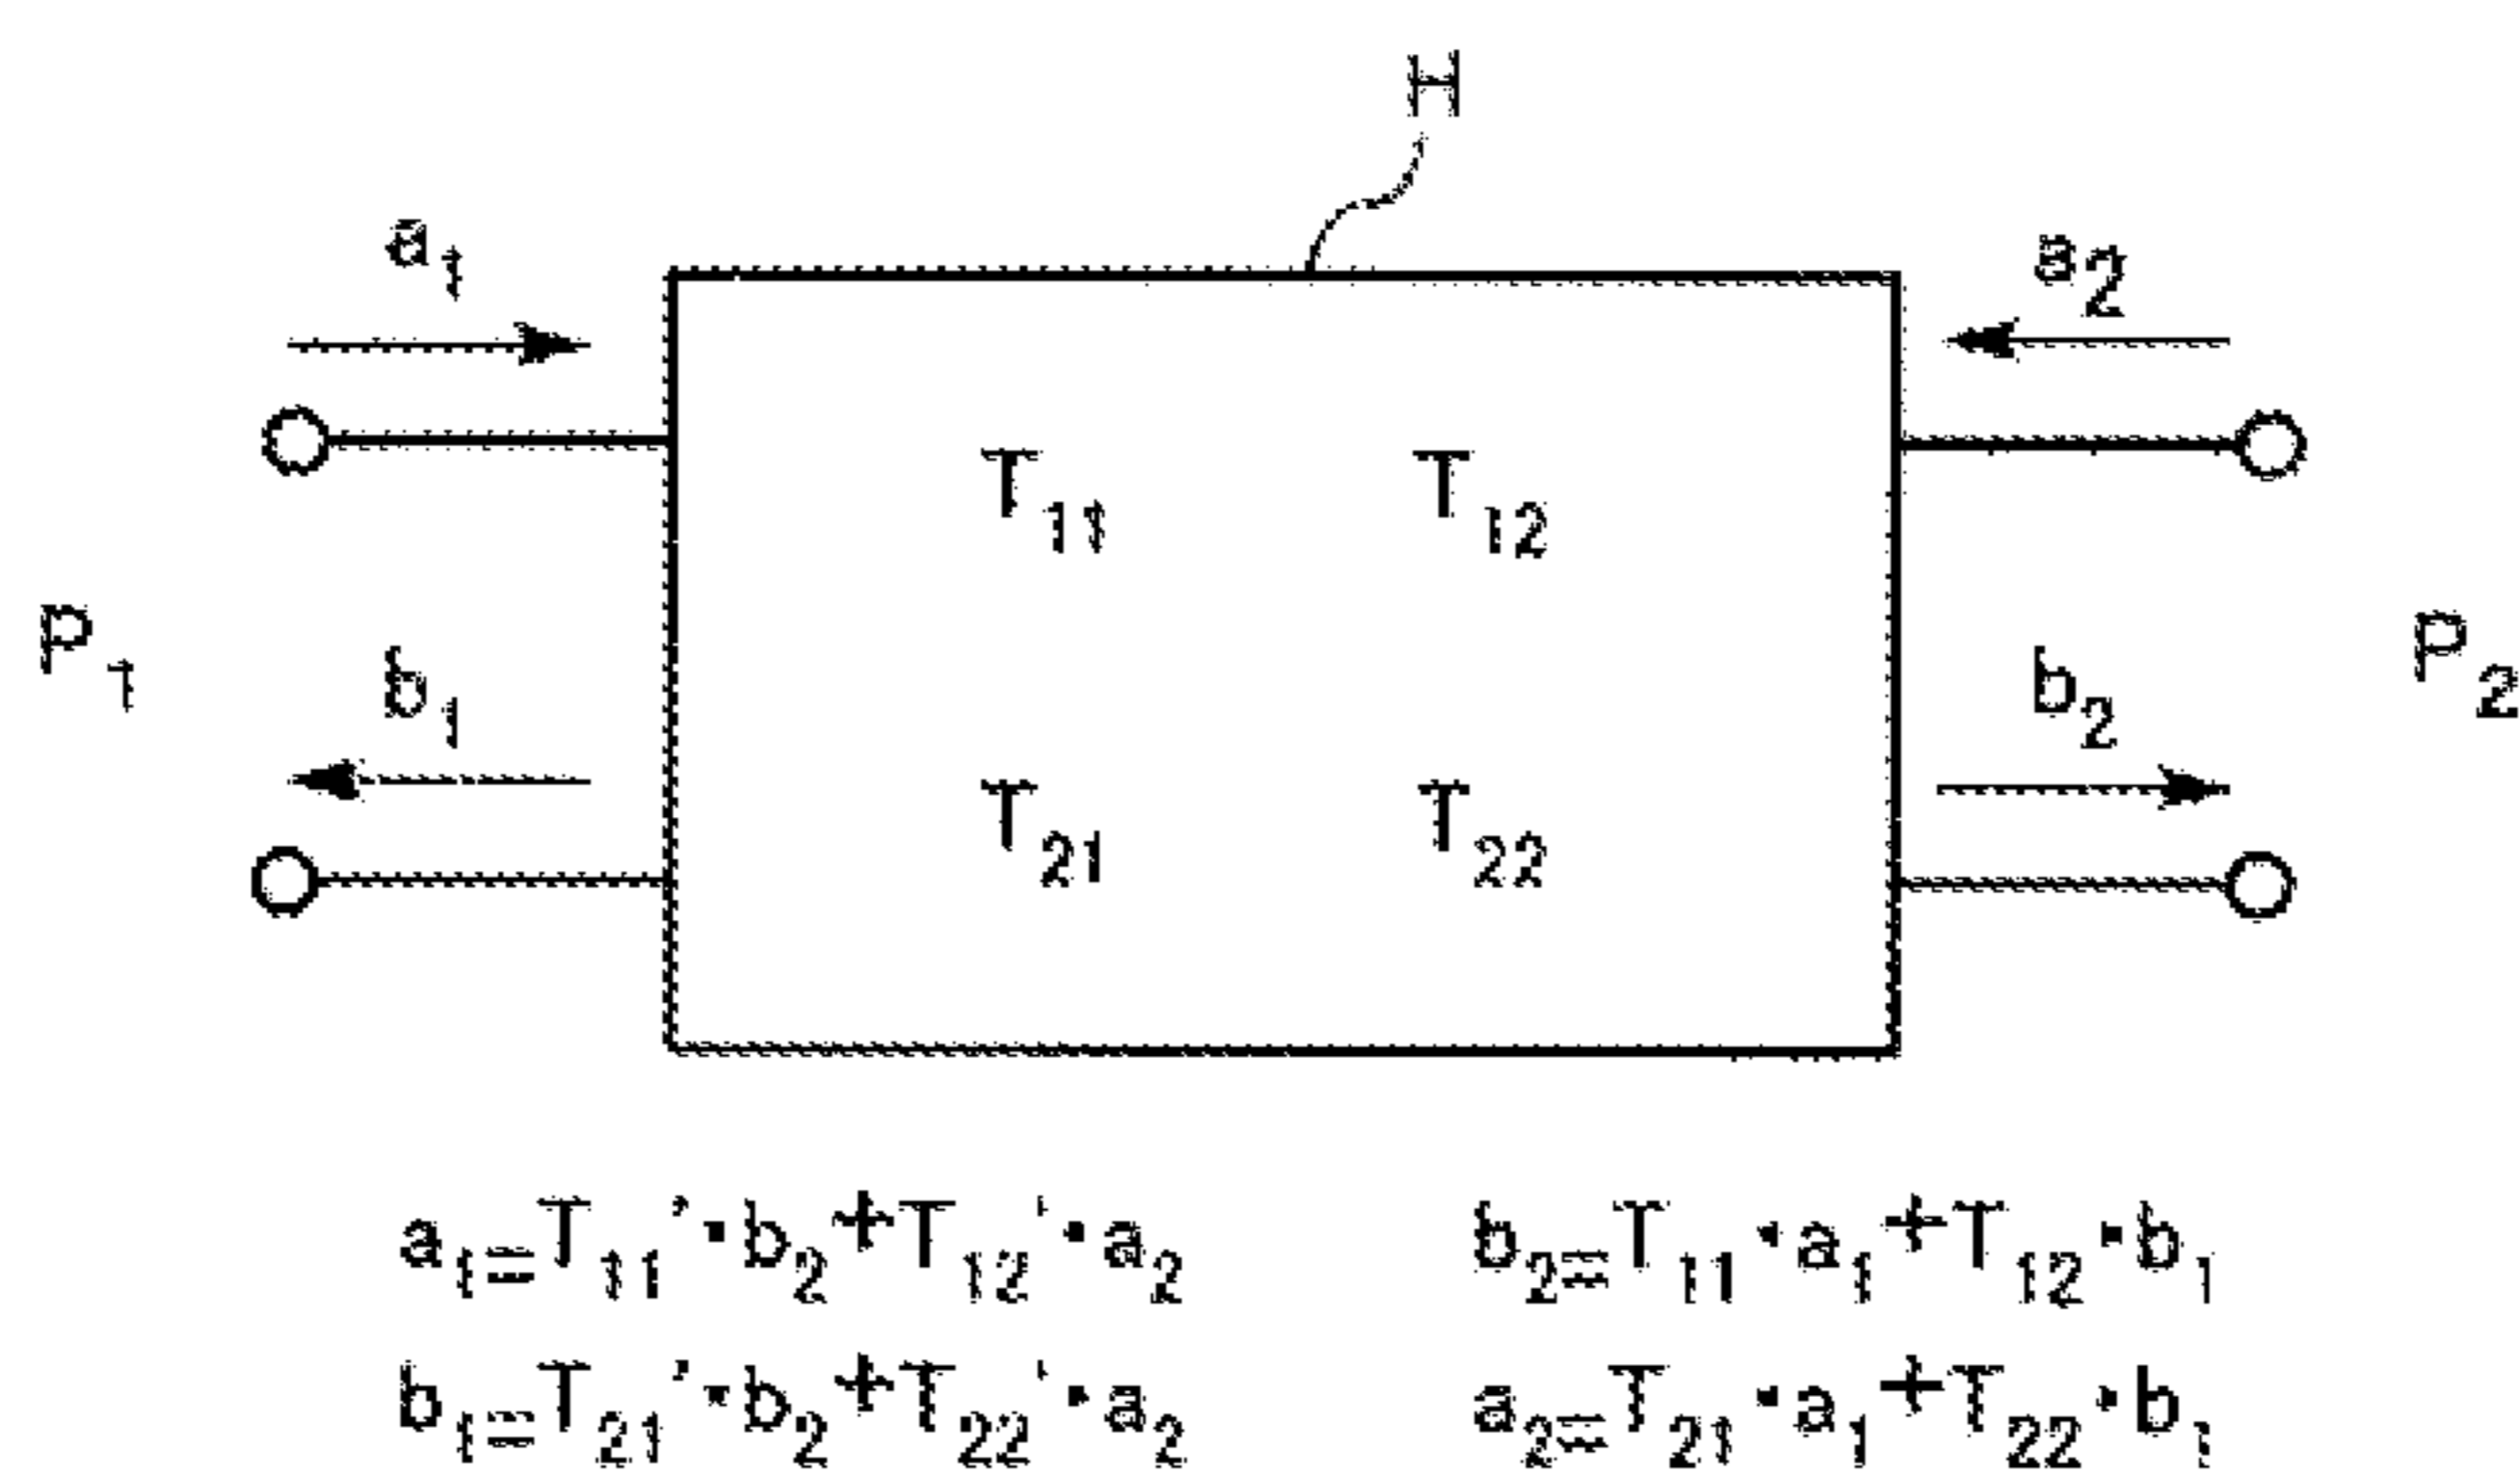 H
a₁ a₂
T₁₁ T₁₂
P₁ b₁ b₂ P₂
T₂₁ T₂₂
a₁=T₁₁'·b₂+T₁₂'·a₂ b₂=T₁₁·a₁+T₁₂·b₁
b₁=T₂₁'·b₂+T₂₂'·a₂ a₂=T₂₁·a₁+T₂₂·b₁